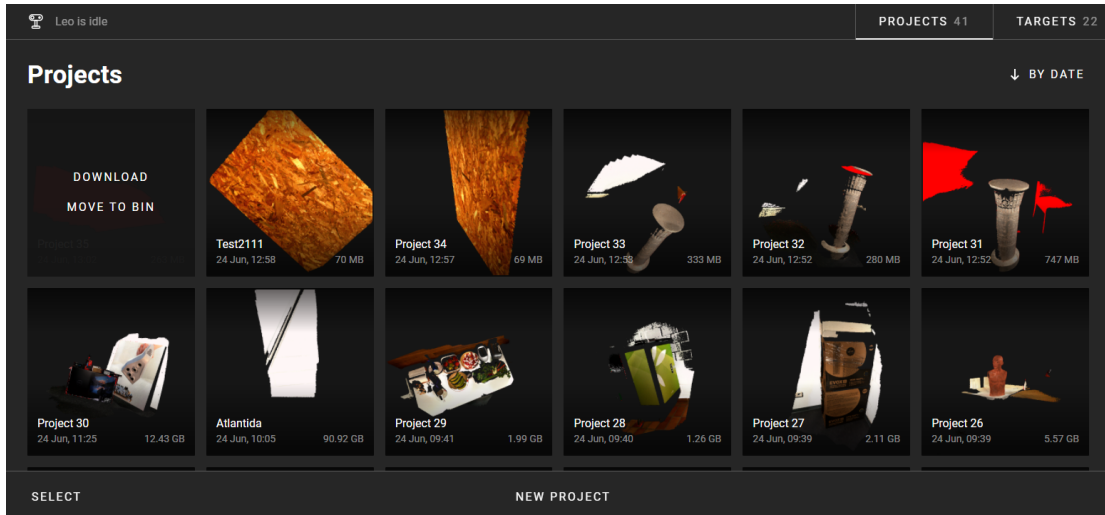 Leo is idle
PROJECTS 41
TARGETS 22
Projects
BY DATE
DOWNLOAD
MOVE TO BIN
Test2111
24 Jun, 12:58 70 MB
Project 34
24 Jun, 12:57 69 MB
Project 33
24 Jun, 12:53 333 MB
Project 32
24 Jun, 12:52 280 MB
Project 31
24 Jun, 12:52 747 MB
Project 30
24 Jun, 11:25 12.43 GB
Atlantida
24 Jun, 10:05 90.92 GB
Project 29
24 Jun, 09:41 1.99 GB
Project 28
24 Jun, 09:40 1.26 GB
Project 27
24 Jun, 09:39 2.11 GB
Project 26
24 Jun, 09:39 5.57 GB
SELECT
NEW PROJECT